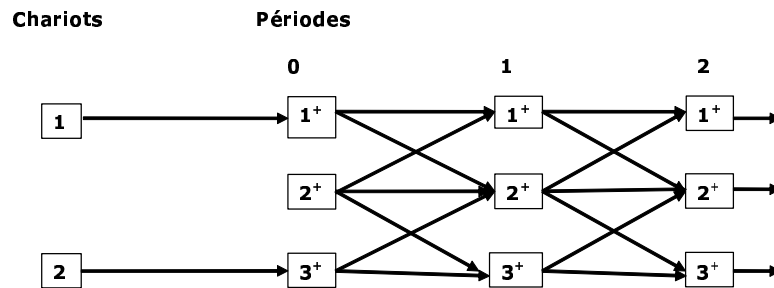 Chariots Périodes
0 1 2
1 1⁺ 1⁺ 1⁺
2⁺ 2⁺ 2⁺
2 3⁺ 3⁺ 3⁺